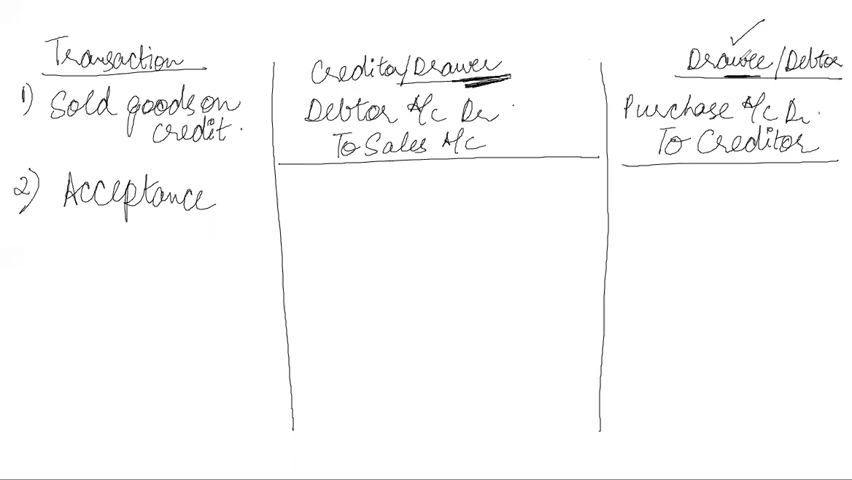 Transaction
Creditor/Drawer
Drawee/Debtor
1) Sold goods on
credit.
Debtor A/c Dr.
To Sales A/c
Purchase A/c Dr.
To Creditor
2) Acceptance